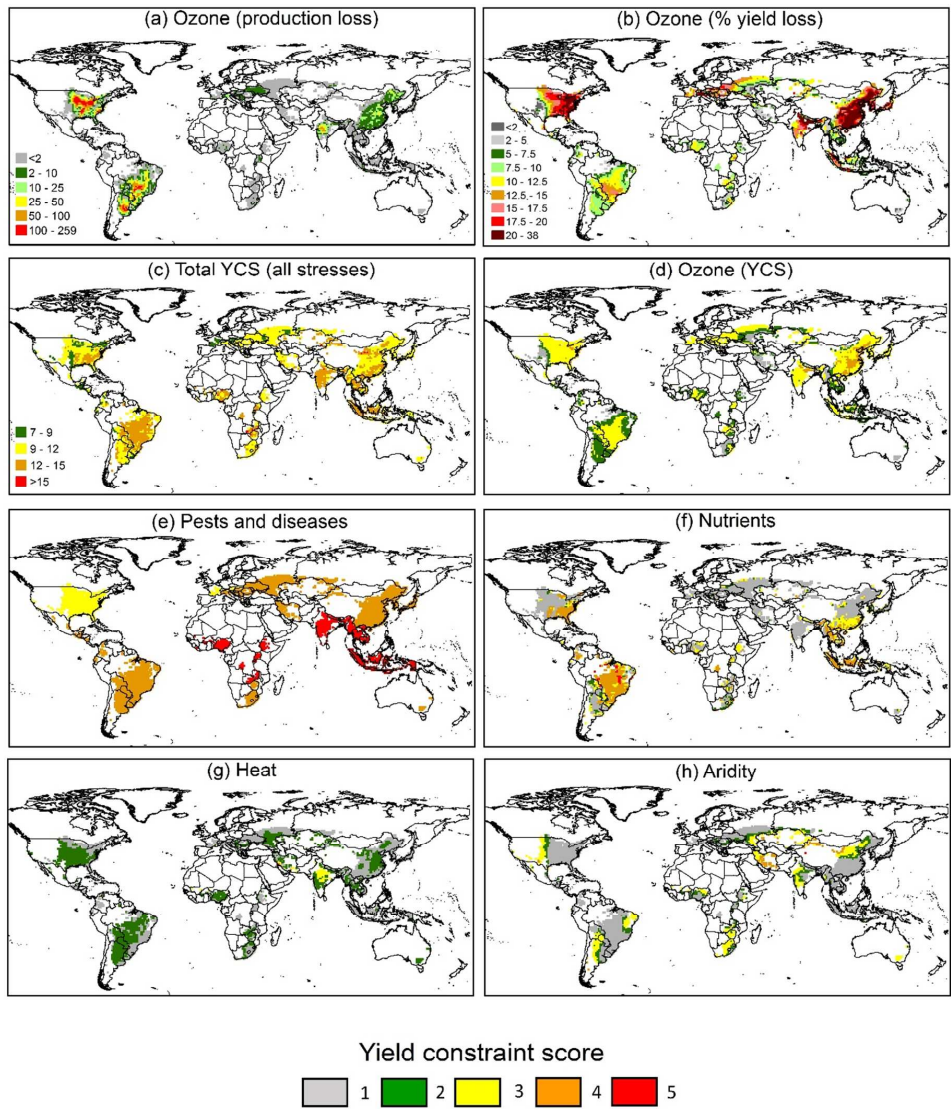 (a) Ozone (production loss)
<2
2 - 10
10 - 25
25 - 50
50 - 100
100 - 259
(b) Ozone (% yield loss)
<2
2 - 5
5 - 7.5
7.5 - 10
10 - 12.5
12.5 - 15
15 - 17.5
17.5 - 20
20 - 38
(c) Total YCS (all stresses)
7 - 9
9 - 12
12 - 15
>15
(d) Ozone (YCS)
(e) Pests and diseases
(f) Nutrients
(g) Heat
(h) Aridity
Yield constraint score
1 2 3 4 5